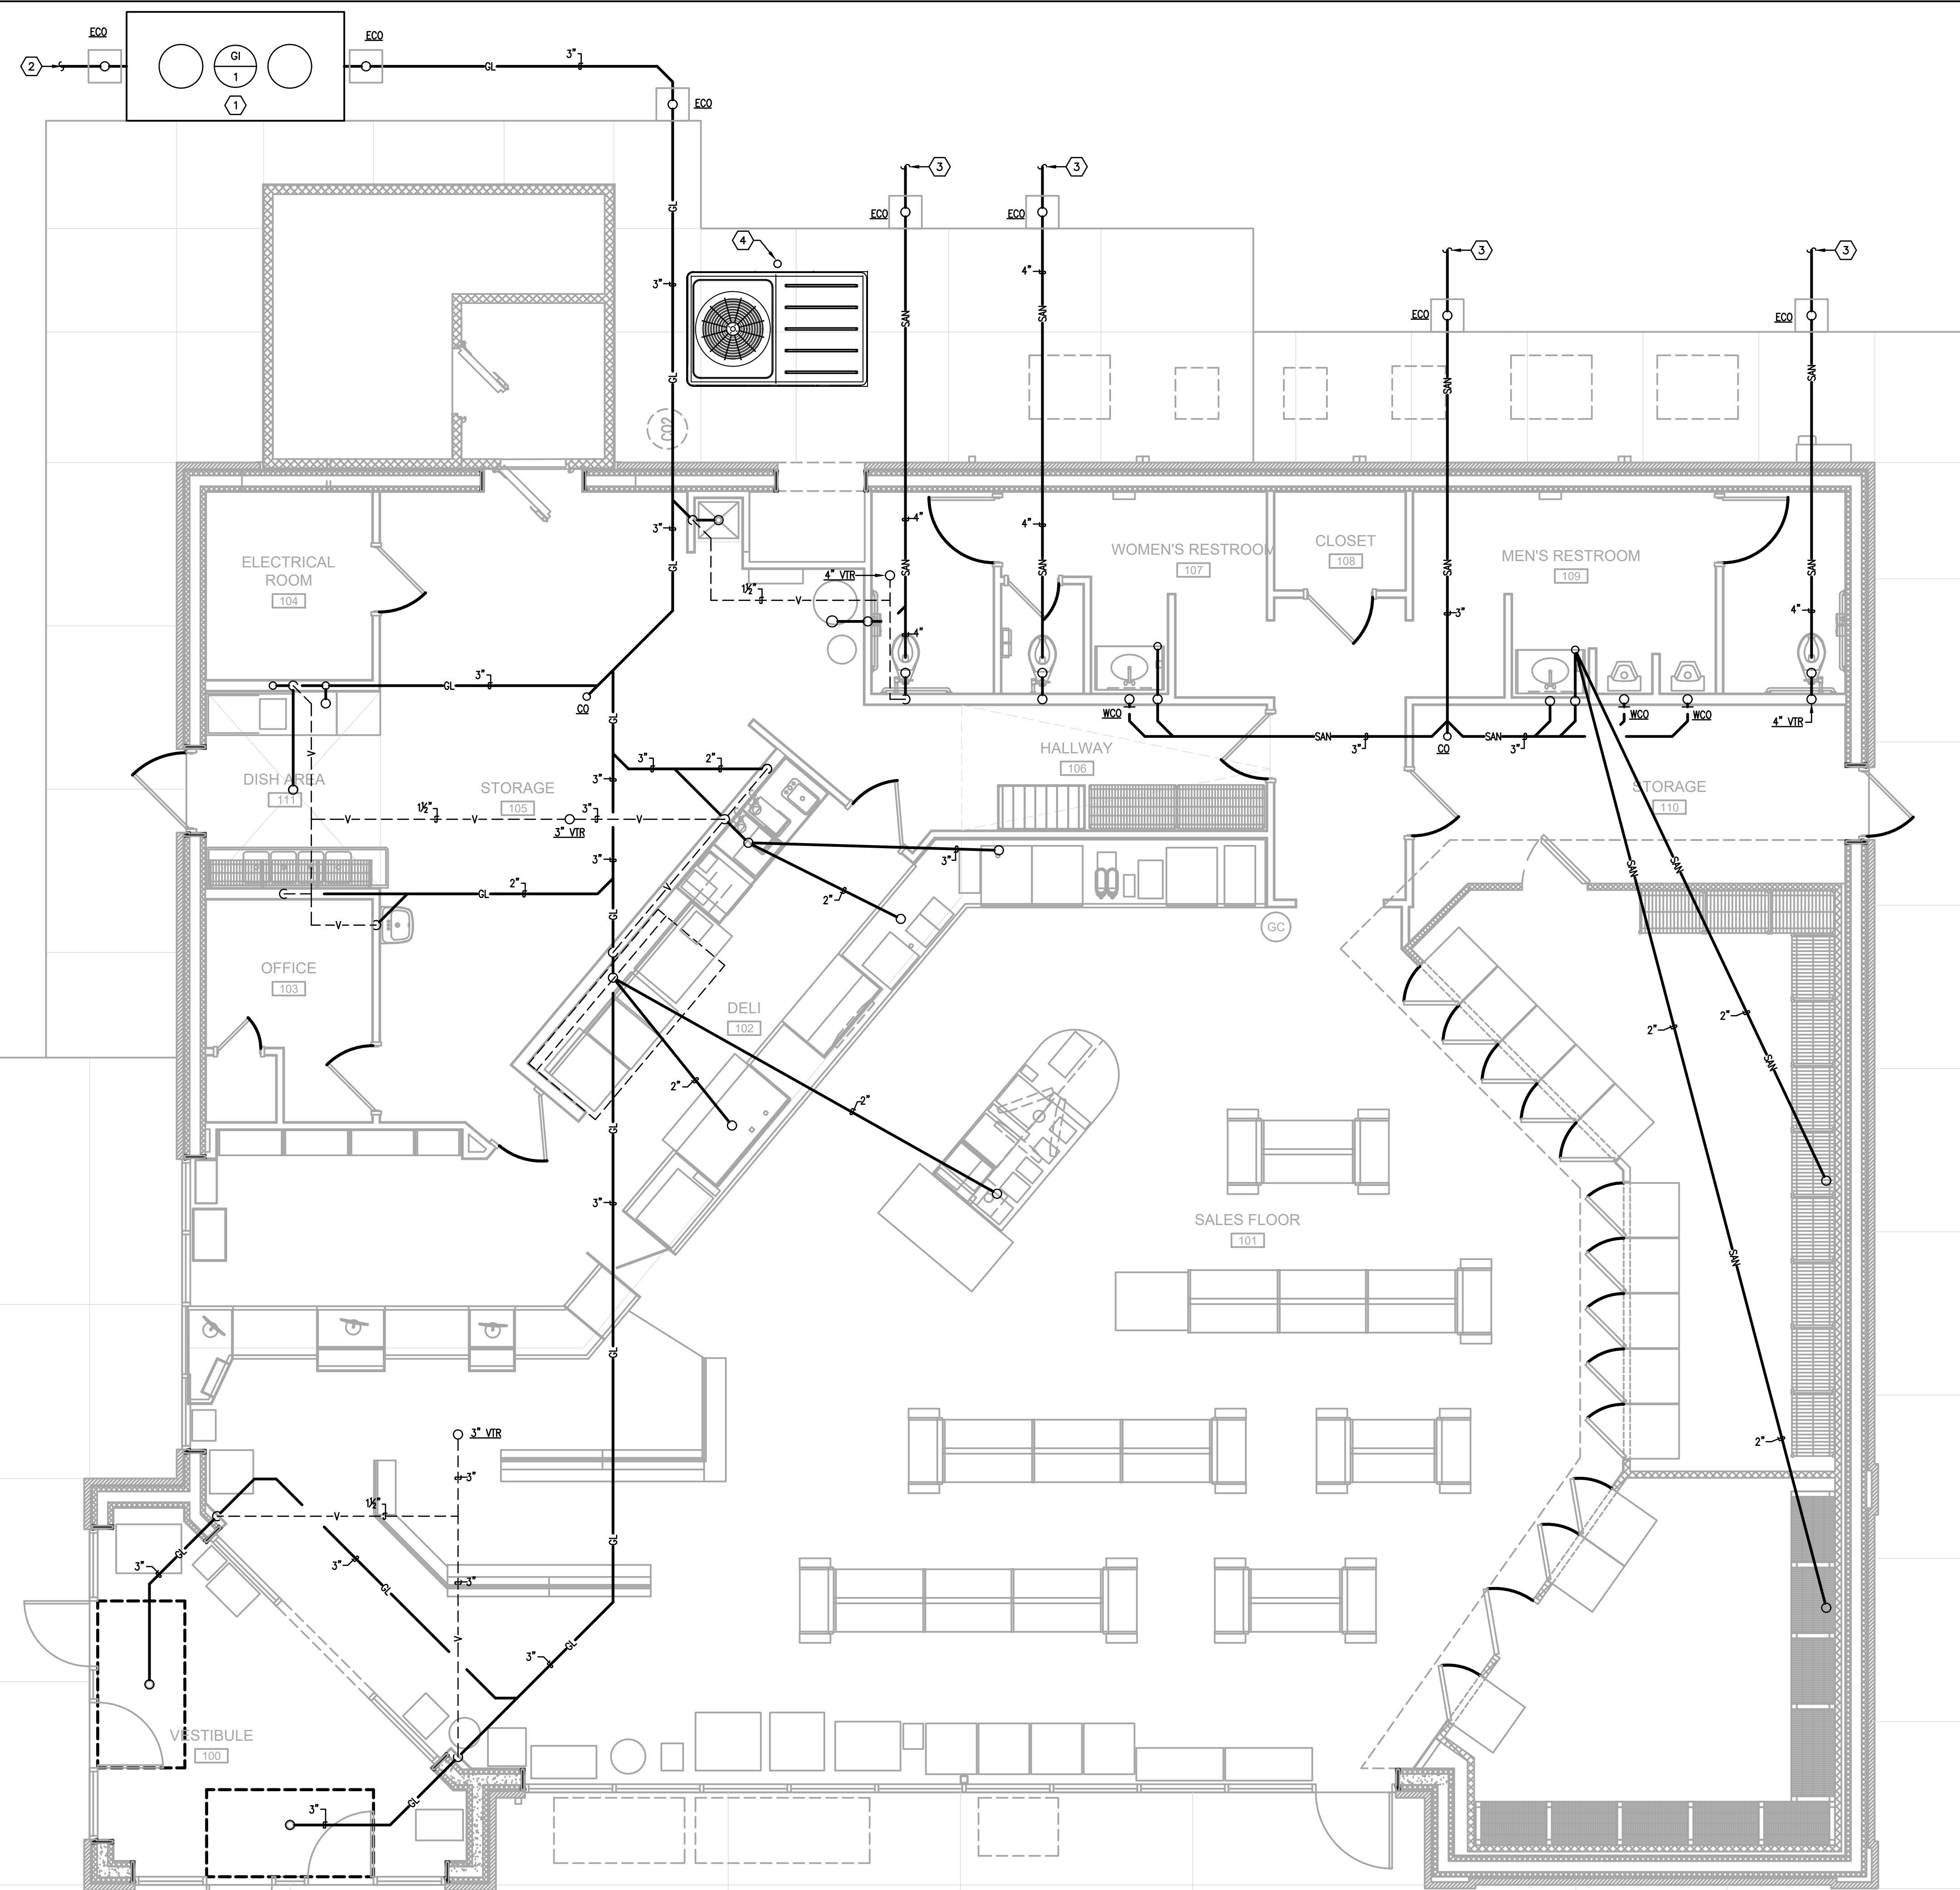 ECO
ECO
GI
1
1
2
GL
3"
ECO
GL
3
3
ECO
ECO
4
3"
4"
SAN
SAN
3
3
ECO
ECO
GL
SAN
SAN
CO2
3"
GL
4"
4"
SAN
SAN
SAN
SAN
ELECTRICAL
ROOM
104
WOMEN'S RESTROOM
107
CLOSET
108
MEN'S RESTROOM
109
4" VTR
1½"
V
4"
3"
4"
3"
GL
CO
GL
WCO
WCO
WCO
4" VTR
SAN
3"
CO
SAN
3"
V
3"
2"
HALLWAY
106
DISH AREA
111
STORAGE
105
3"
STORAGE
110
1½"
3"
V
V
V
3" VTR
3"
V
3"
2"
SAN
SAN
2"
GL
GL
V
GC
OFFICE
103
DELI
102
2"
2"
SAN
2"
2"
GL
3"
SALES FLOOR
101
SAN
GL
3" VTR
2"
3"
1½"
V
GL
3"
GL
3"
GL
3"
V
GL
3"
VESTIBULE
100
GL
3"